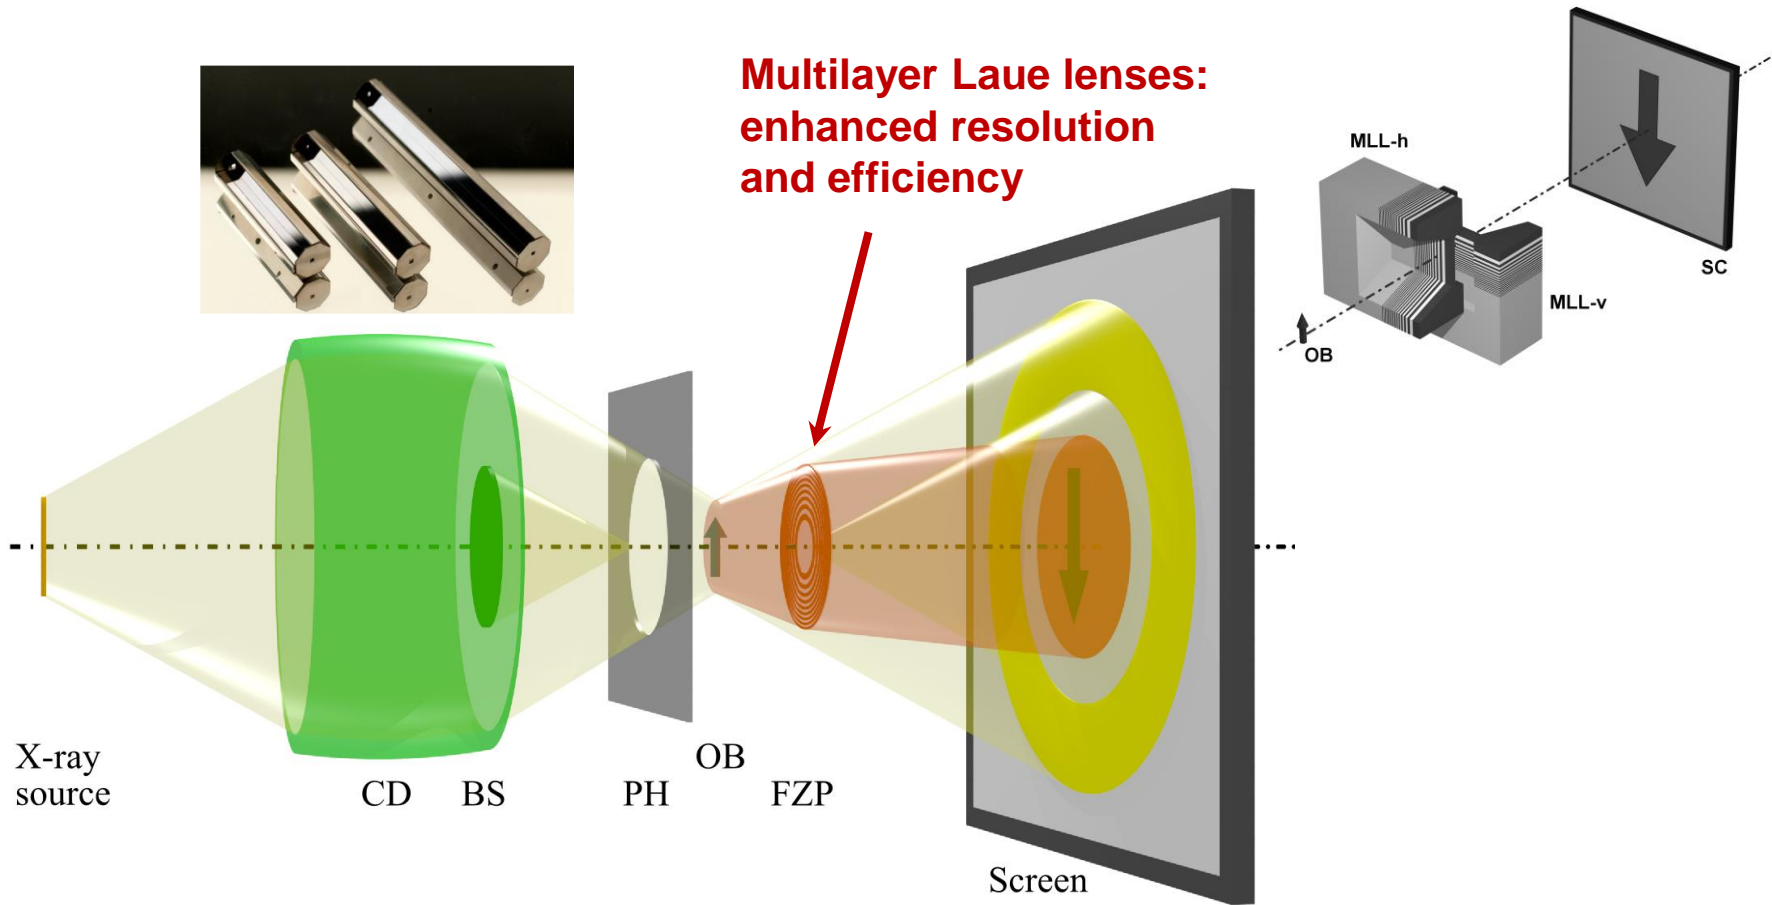 Multilayer Laue lenses:
enhanced resolution
and efficiency
MLL-h
SC
MLL-v
OB
X-ray
source
CD
BS
PH
OB
FZP
Screen